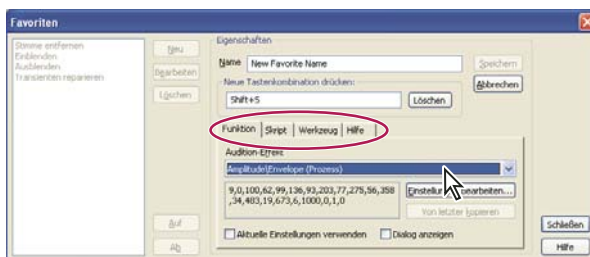 Favoriten
Stimme entfernen
Einblenden
Ausblenden
Transienten reparieren
Neu
Bearbeiten
Löschen
Auf
Ab
Eigenschaften
Name New Favorite Name
Speichern
Abbrechen
Neue Tastenkombination drücken:
Shift+S
Löschen
Funktion Skript Werkzeug Hilfe
Audition-Effekt
Amplitude\Envelope (Prozess)
9,0,100,62,99,136,93,203,77,275,56,358
,34,483,19,673,6,1000,0,1,0
Einstellungen bearbeiten...
Von letzter kopieren
Aktuelle Einstellungen verwenden Dialog anzeigen
Schließen
Hilfe